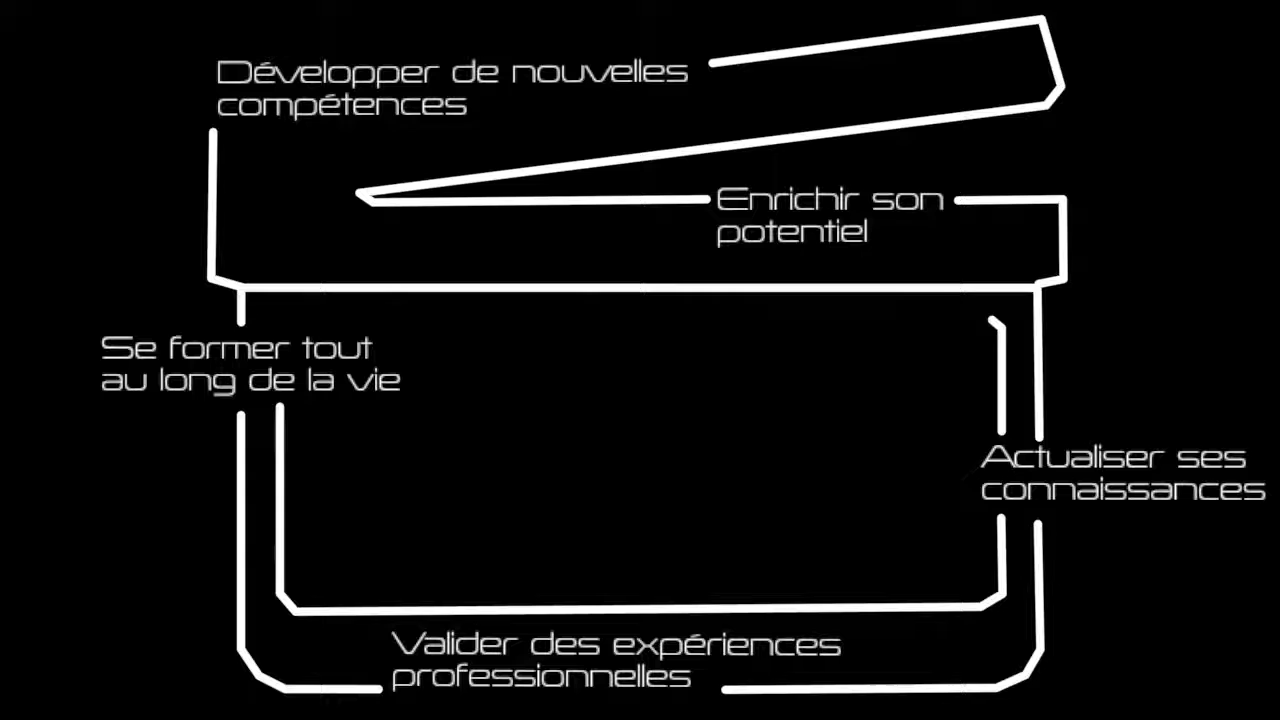 Développer de nouvelles
compétences
Enrichir son
potentiel
Se former tout
au long de la vie
Actualiser ses
connaissances
Valider des expériences
professionnelles